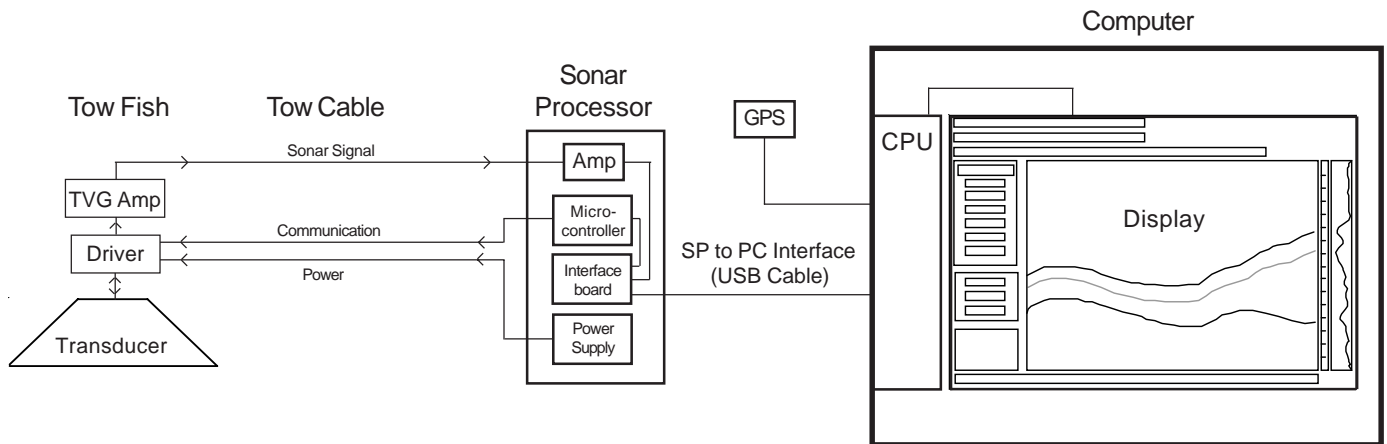 Computer
Sonar
Processor
Tow Fish
Tow Cable
GPS
CPU
Sonar Signal
Amp
TVG Amp
Micro-
controller
Display
Communication
Driver
SP to PC Interface
(USB Cable)
Power
Interface
board
Power
Supply
Transducer